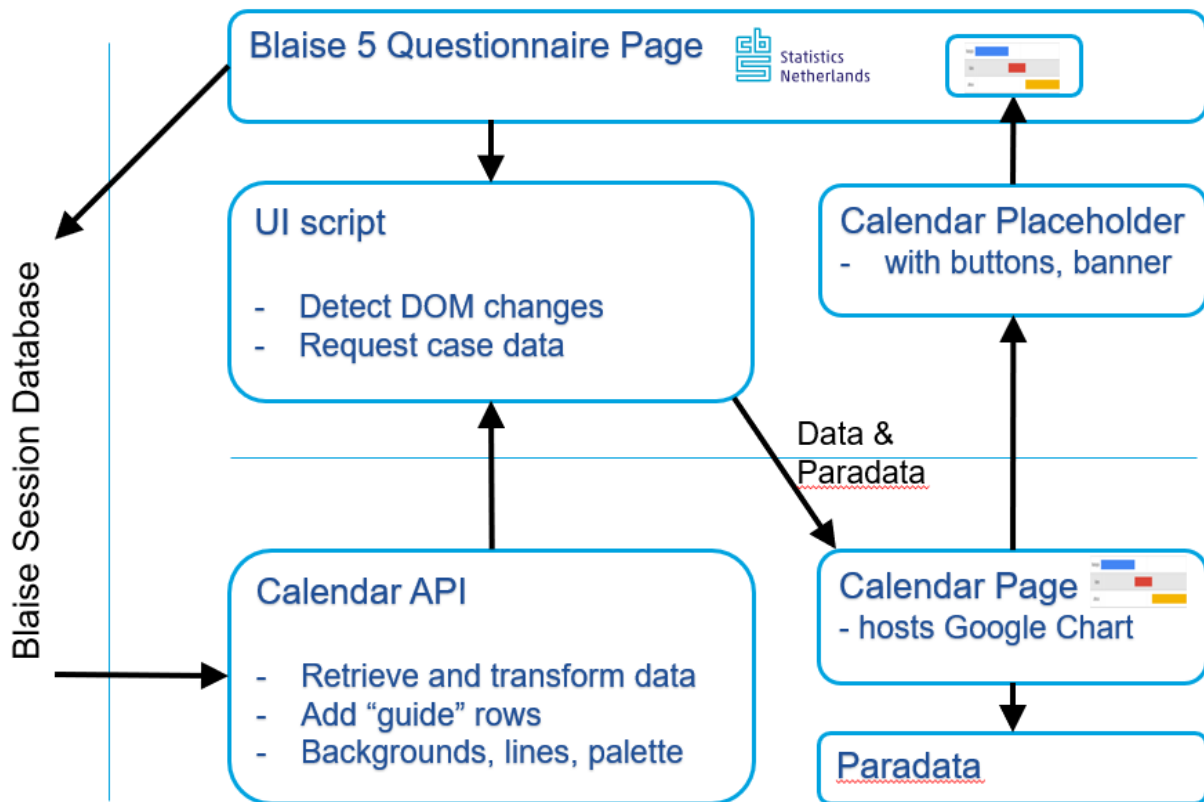 Blaise 5 Questionnaire Page
Statistics
Netherlands
UI script
- Detect DOM changes
- Request case data
Calendar Placeholder
- with buttons, banner
Blaise Session Database
Data &
Paradata
Calendar API
- Retrieve and transform data
- Add “guide” rows
- Backgrounds, lines, palette
Calendar Page
- hosts Google Chart
Paradata